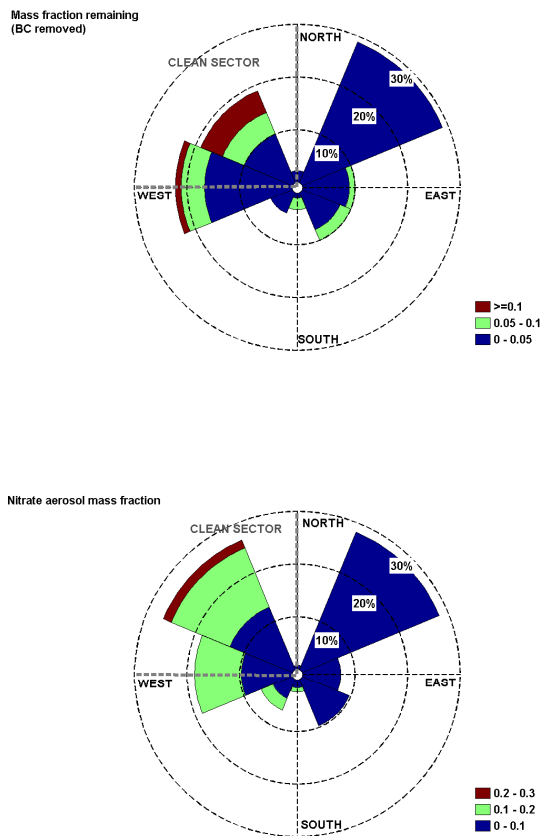 Mass fraction remaining
(BC removed)
NORTH
CLEAN SECTOR
30%
20%
10%
WEST
EAST
SOUTH
>=0.1
0.05 - 0.1
0 - 0.05
Nitrate aerosol mass fraction
CLEAN SECTOR
NORTH
30%
20%
10%
WEST
EAST
SOUTH
0.2 - 0.3
0.1 - 0.2
0 - 0.1